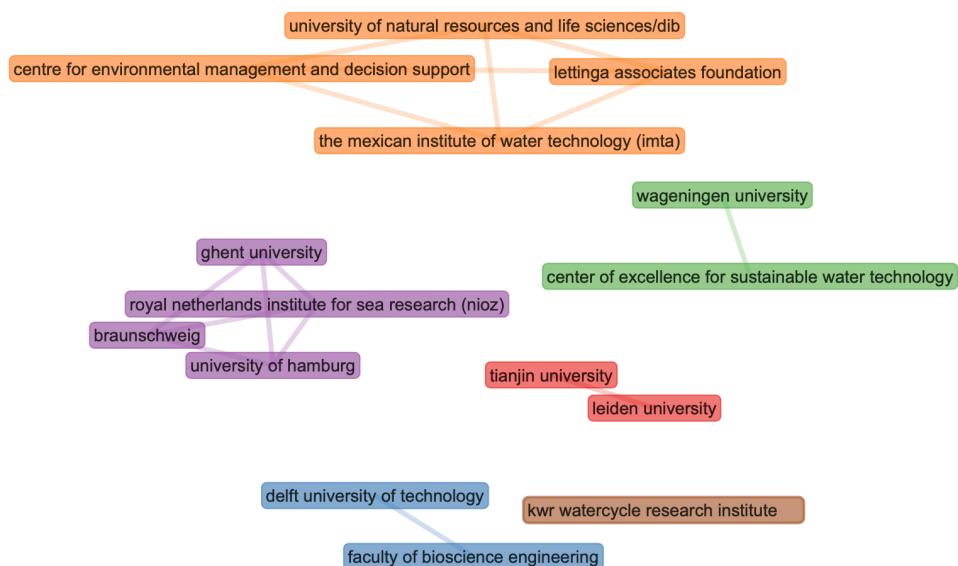 university of natural resources and life sciences/dib
centre for environmental management and decision support
lettinga associates foundation
the mexican institute of water technology (imta)
wageningen university
ghent university
center of excellence for sustainable water technology
royal netherlands institute for sea research (nioz)
braunschweig
university of hamburg
tianjin university
leiden university
delft university of technology
kwr watercycle research institute
faculty of bioscience engineering